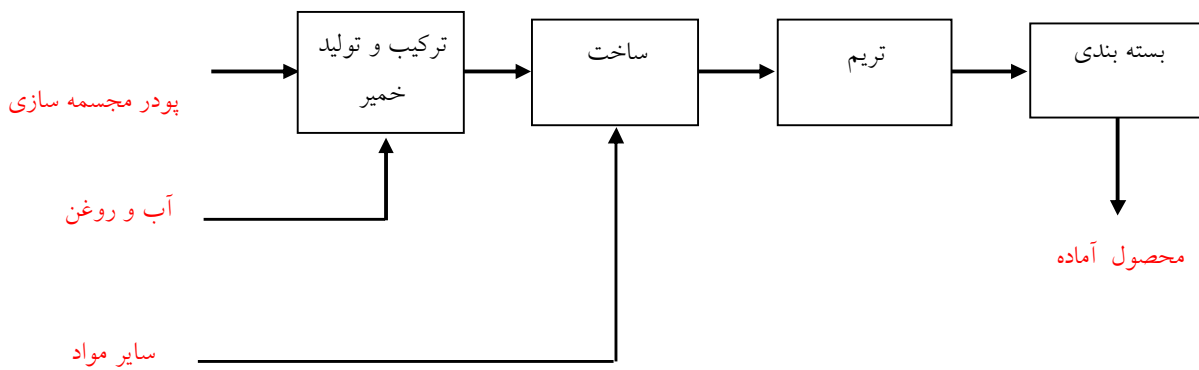 ترکیب و تولید
خمیر
ساخت
تریم
بسته بندی
پودر مجسمه سازی
آب و روغن
محصول آماده
سایر مواد